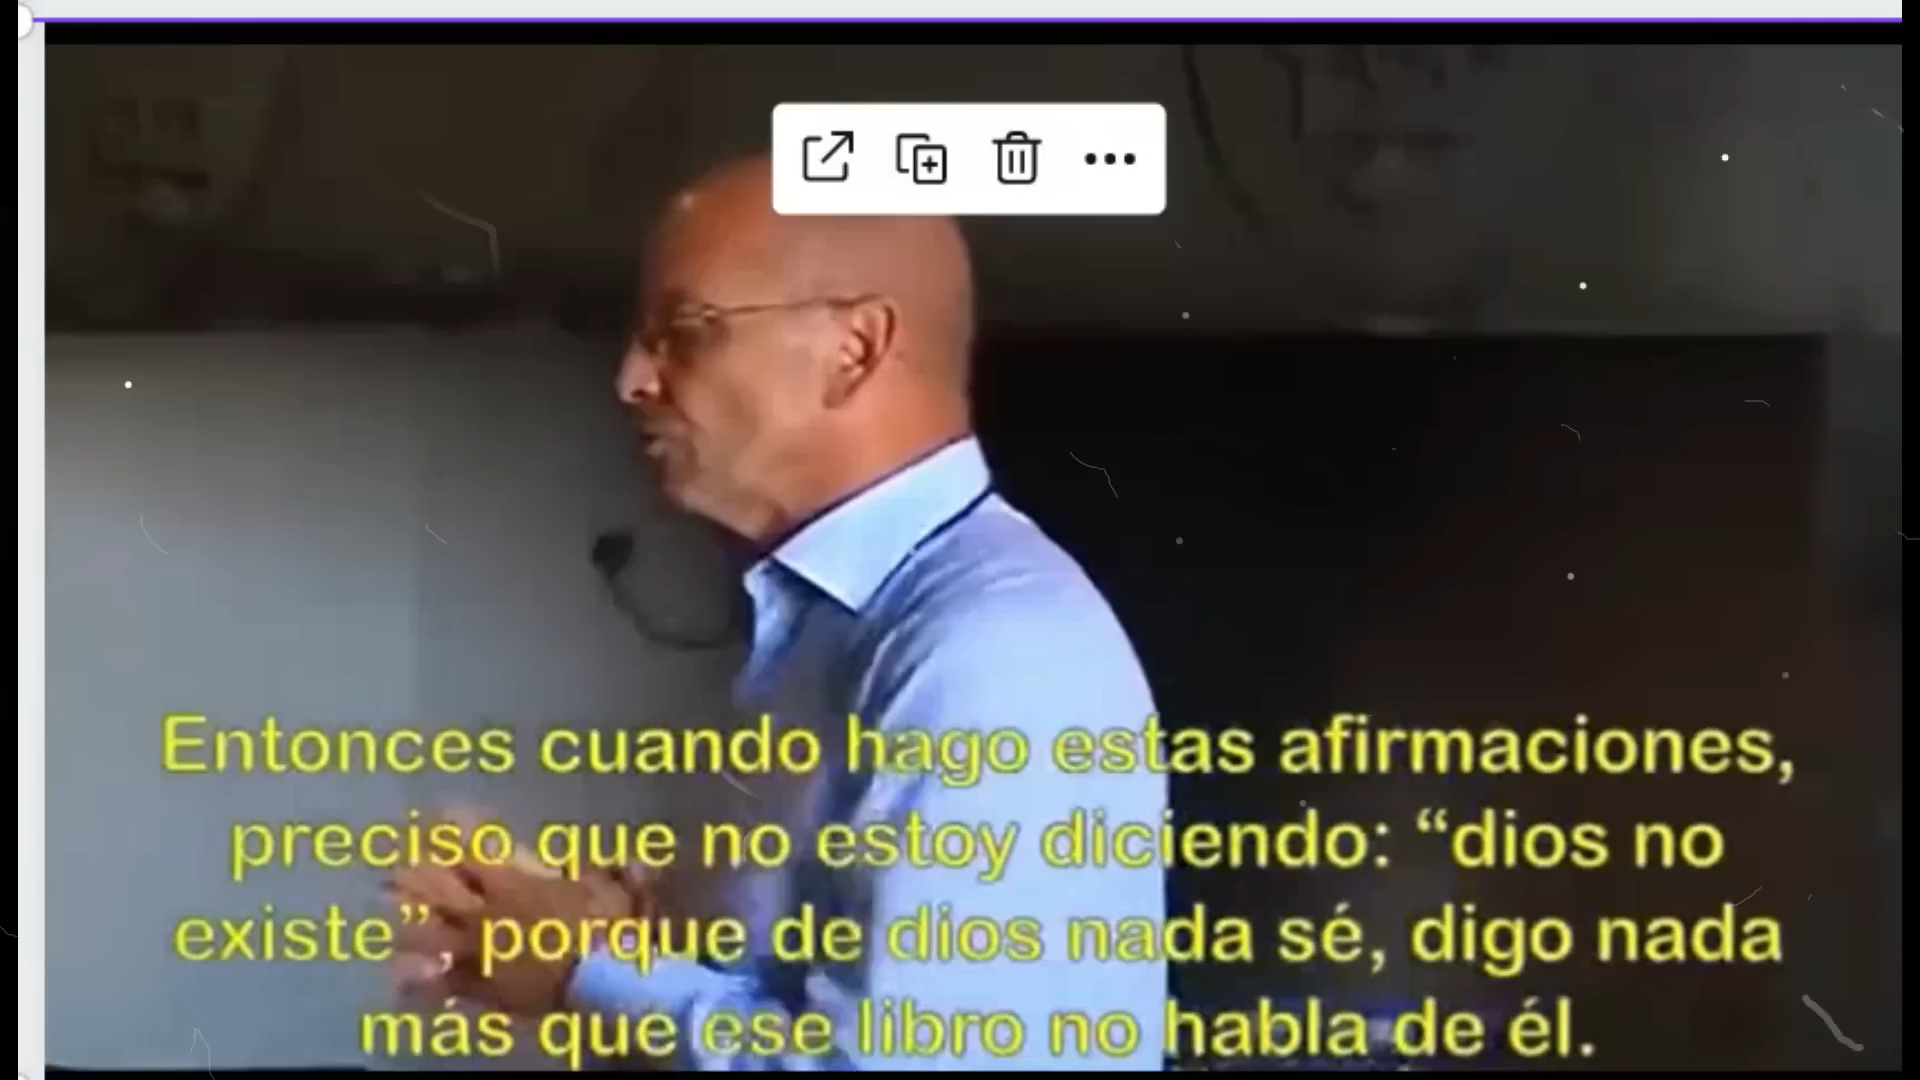 Entonces cuando hago estas afirmaciones,
preciso que no estoy diciendo: “dios no
existe”, porque de dios nada sé, digo nada
más que ese libro no habla de él.